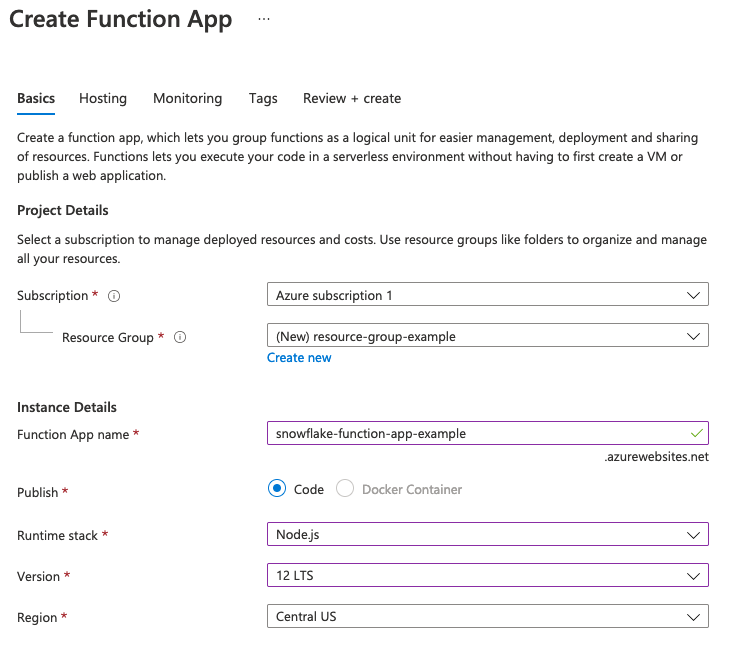 Create Function App ...
Basics Hosting Monitoring Tags Review + create
Create a function app, which lets you group functions as a logical unit for easier management, deployment and sharing
of resources. Functions lets you execute your code in a serverless environment without having to first create a VM or
publish a web application.
Project Details
Select a subscription to manage deployed resources and costs. Use resource groups like folders to organize and manage
all your resources.
Subscription * Azure subscription 1
Resource Group * (New) resource-group-example
Create new
Instance Details
Function App name * snowflake-function-app-example
.azurewebsites.net
Publish * Code Docker Container
Runtime stack * Node.js
Version * 12 LTS
Region * Central US